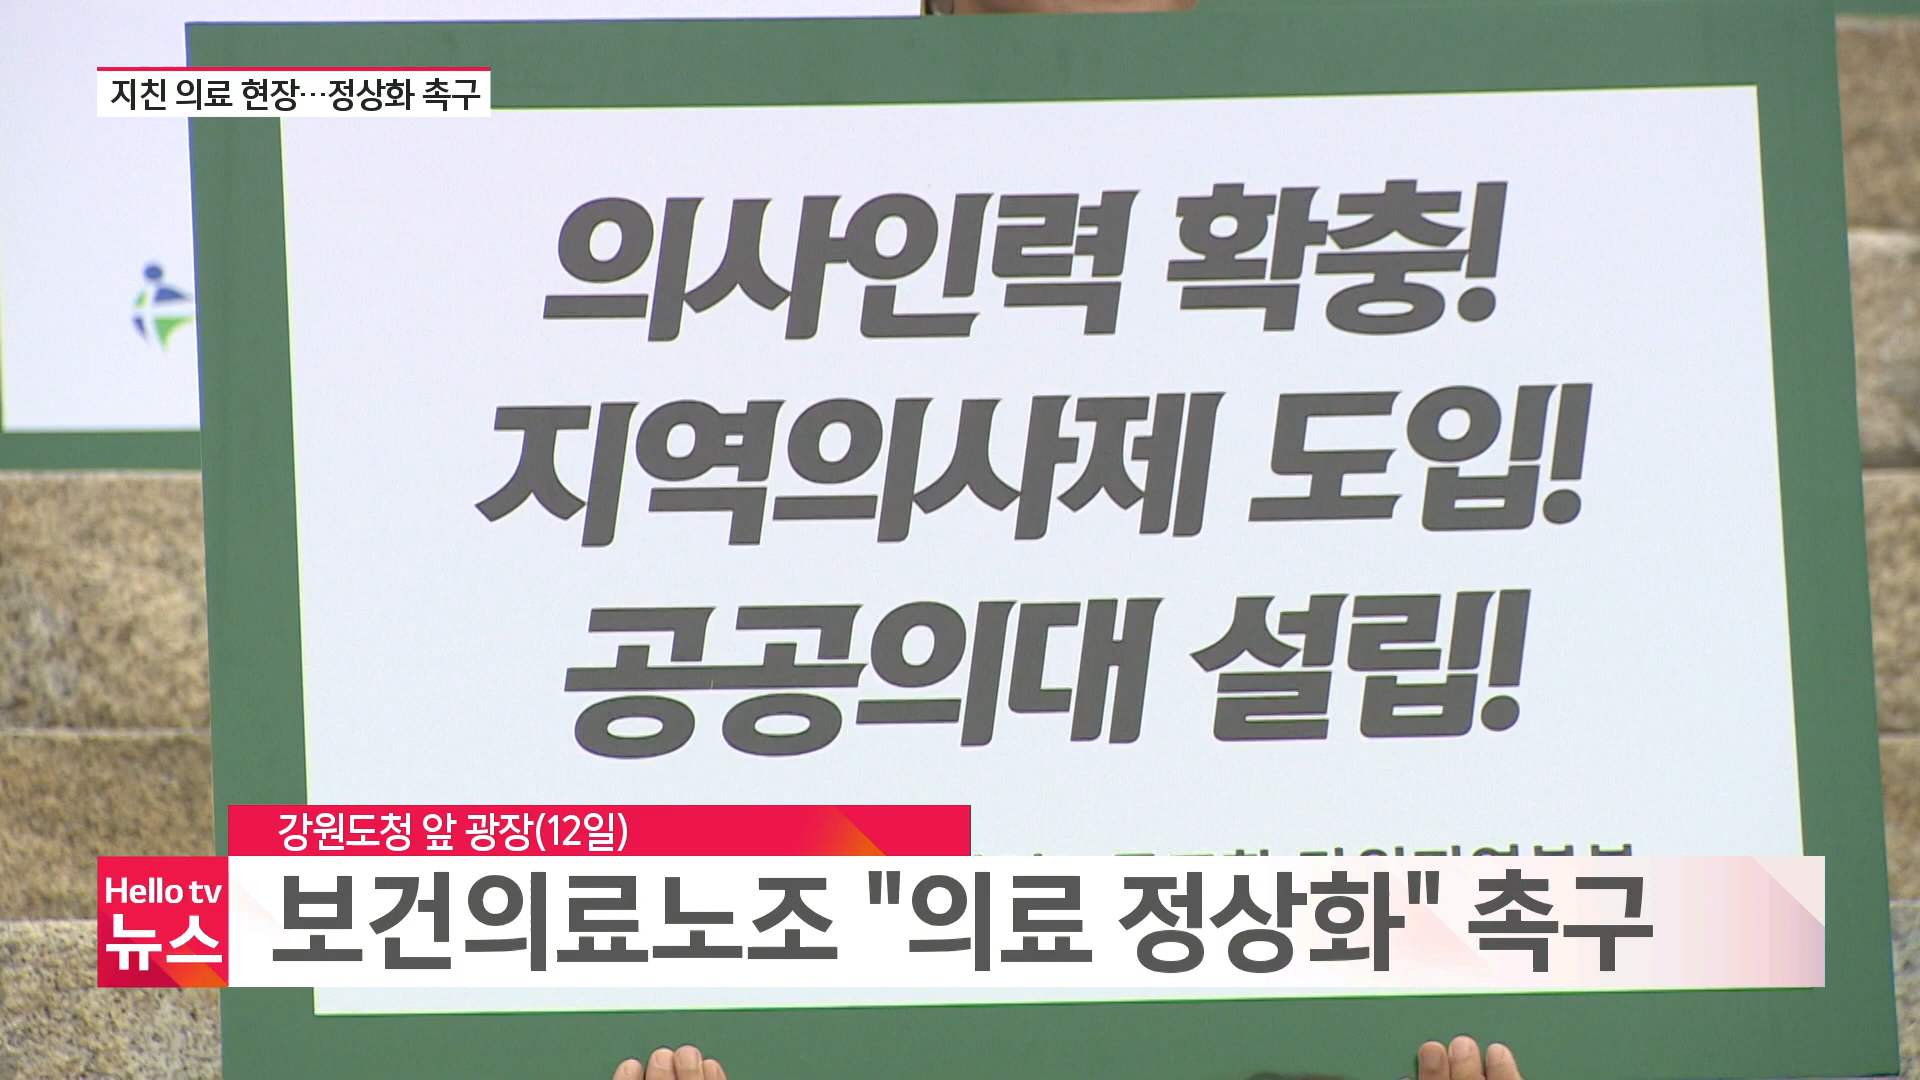 지친 의료 현장…정상화 촉구
의사인력 확충!
지역의사제 도입!
공공의대 설립!
강원도청 앞 광장(12일)
Hello tv
뉴스
보건의료노조 "의료 정상화" 촉구